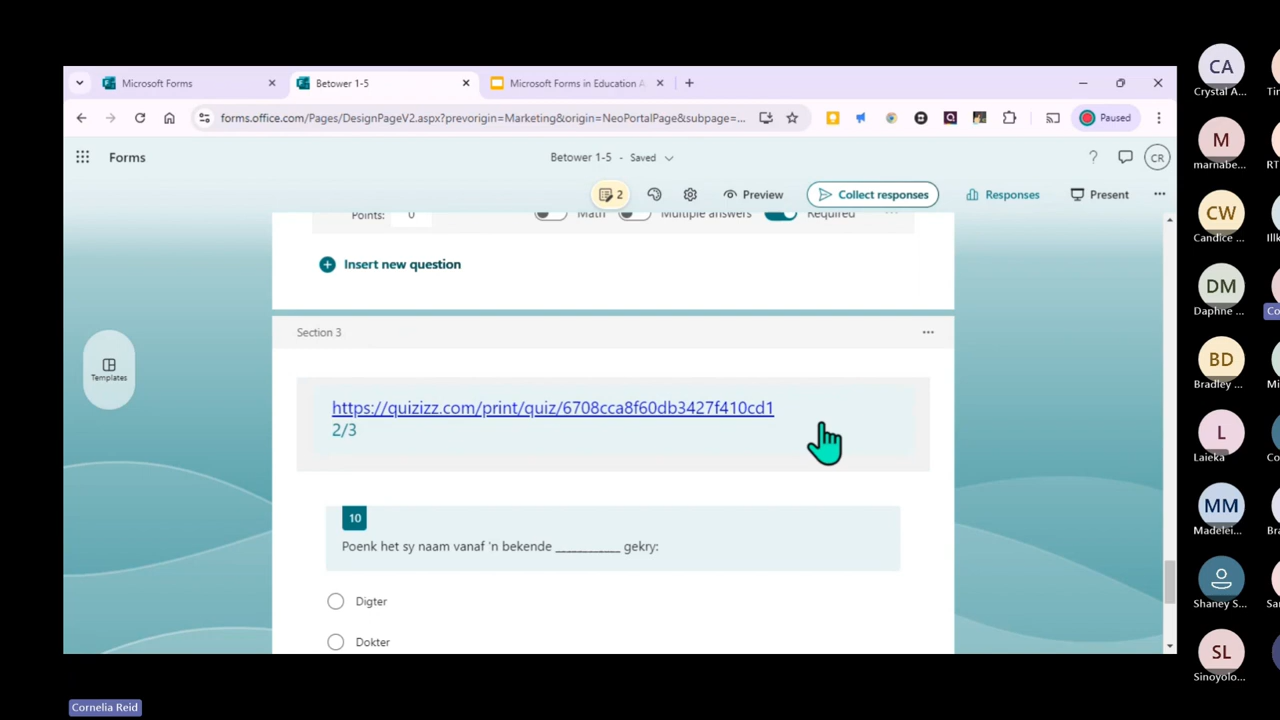 Microsoft Forms
Betower 1-5
Microsoft Forms in Education A
forms.office.com/Pages/DesignPageV2.aspx?prevorigin=Marketing&origin=NeoPortalPage&subpage=...
Paused
Forms
Betower 1-5 - Saved
CR
2
Preview
Collect responses
Responses
Present
Points: 0
Math
Multiple answers
Required
Insert new question
Section 3
Templates
https://quizizz.com/print/quiz/6708cca8f60db3427f410cd1
2/3
10
Poenk het sy naam vanaf 'n bekende ____________ gekry:
Digter
Dokter
CA
Crystal A...
M
marnabe...
CW
Candice ...
DM
Daphne ...
BD
Bradley ...
L
Laieka
MM
Madelei...
Shaney S...
SL
Sinoyolo...
Cornelia Reid